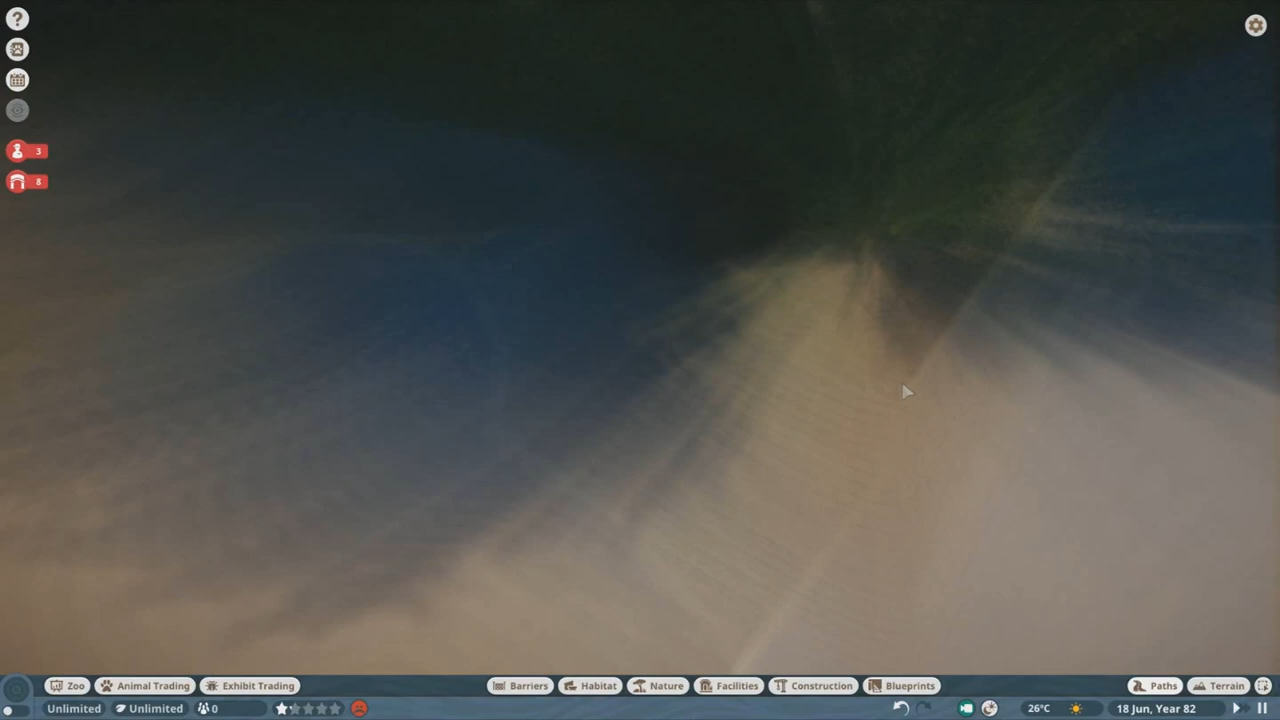 ?
3
8
Zoo Animal Trading Exhibit Trading Barriers Habitat Nature Facilities Construction Blueprints Paths Terrain
Unlimited Unlimited 0 26°C 18 Jun, Year 82